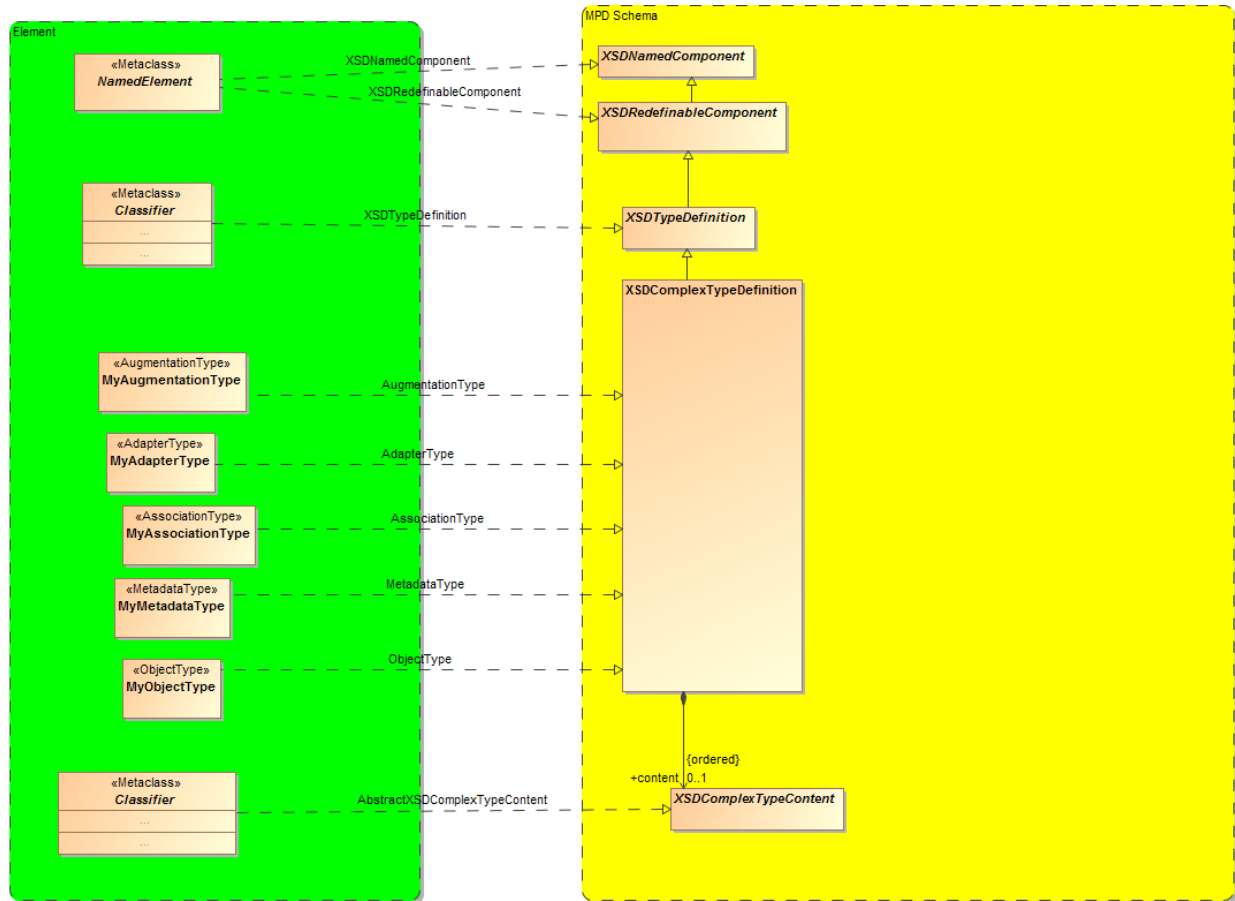 Element
«Metaclass»
NamedElement
«Metaclass»
Classifier
...
...
«AugmentationType»
MyAugmentationType
«AdapterType»
MyAdapterType
«AssociationType»
MyAssociationType
«MetadataType»
MyMetadataType
«ObjectType»
MyObjectType
«Metaclass»
Classifier
...
...
XSDNamedComponent
XSDRedefinableComponent
XSDTypeDefinition
AugmentationType
AdapterType
AssociationType
MetadataType
ObjectType
AbstractXSDComplexTypeContent
MPD Schema
XSDNamedComponent
XSDRedefinableComponent
XSDTypeDefinition
XSDComplexTypeDefinition
{ordered}
+content 0..1
XSDComplexTypeContent